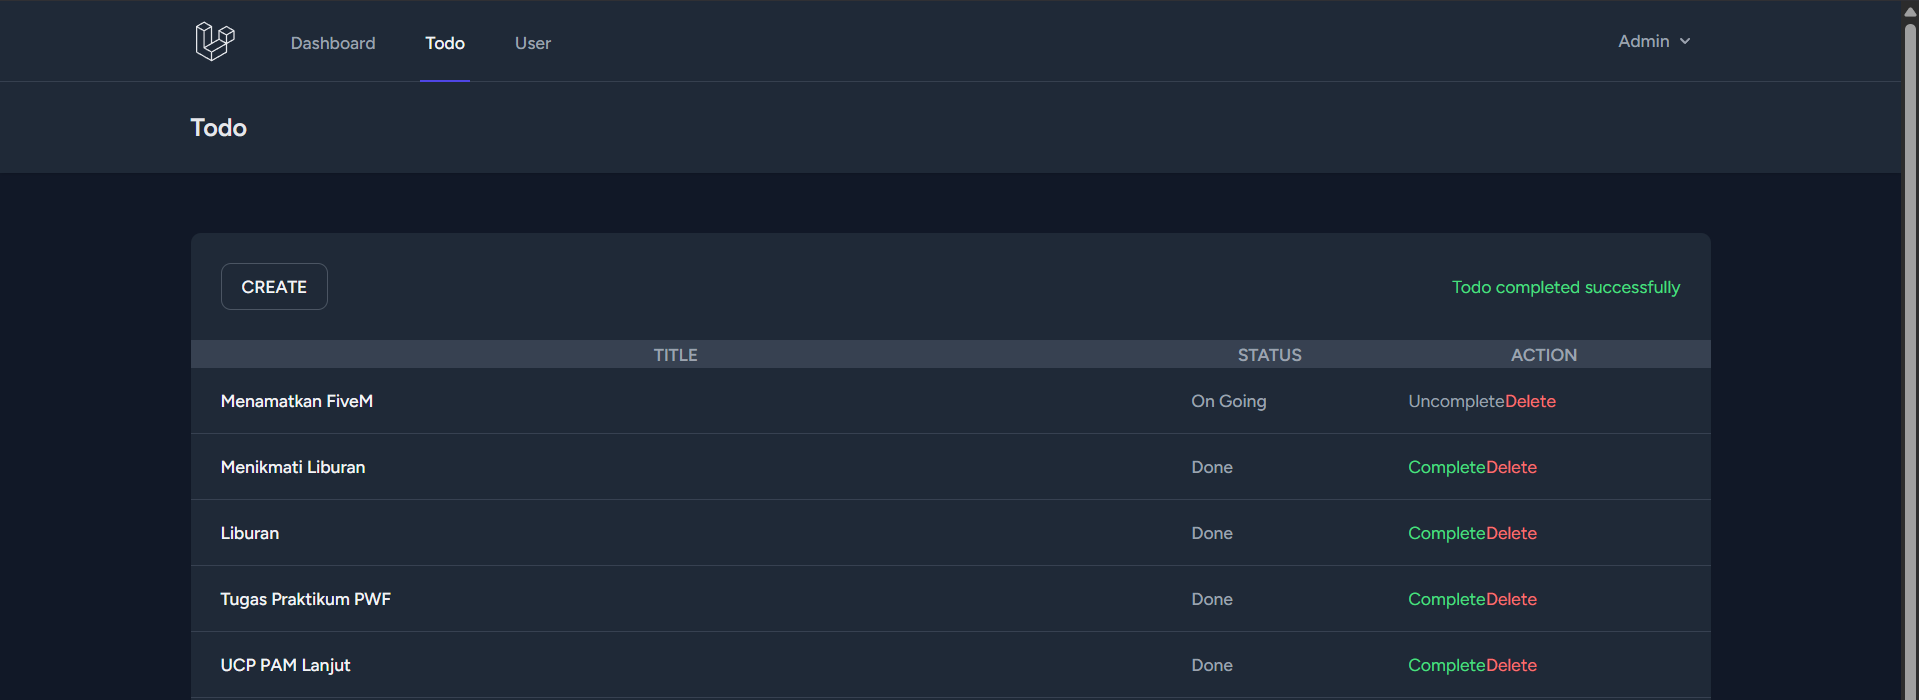 Dashboard Todo User Admin
Todo
CREATE Todo completed successfully
TITLE STATUS ACTION
Menamatkan FiveM On Going UncompleteDelete
Menikmati Liburan Done CompleteDelete
Liburan Done CompleteDelete
Tugas Praktikum PWF Done CompleteDelete
UCP PAM Lanjut Done CompleteDelete